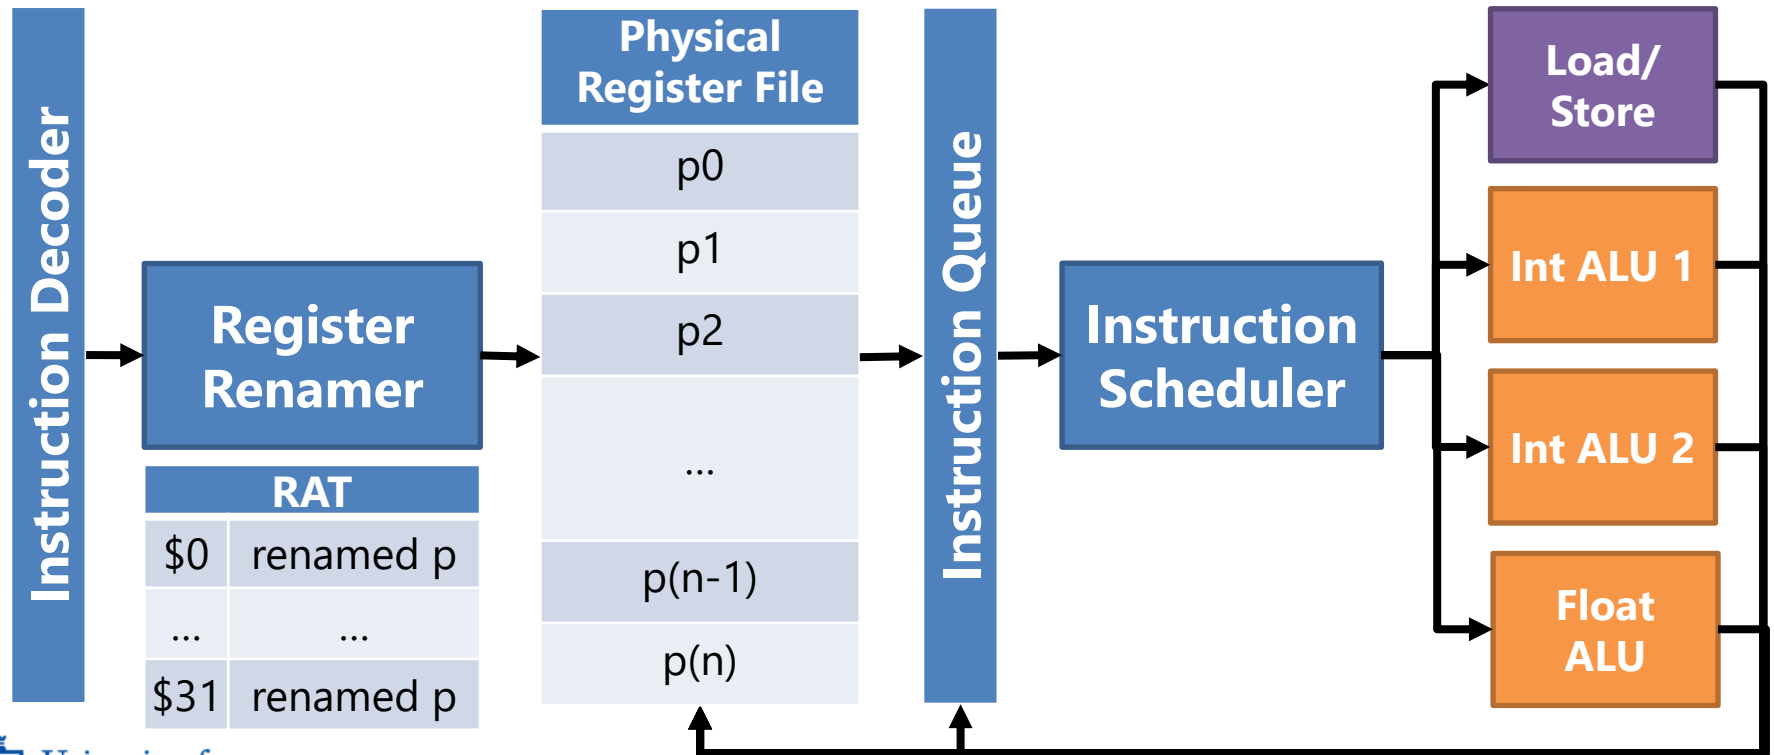 Instruction Decoder
Register
Renamer
RAT
$0 renamed p
... ...
$31 renamed p
Physical
Register File
p0
p1
p2
...
p(n-1)
p(n)
Instruction Queue
Instruction
Scheduler
Load/
Store
Int ALU 1
Int ALU 2
Float
ALU